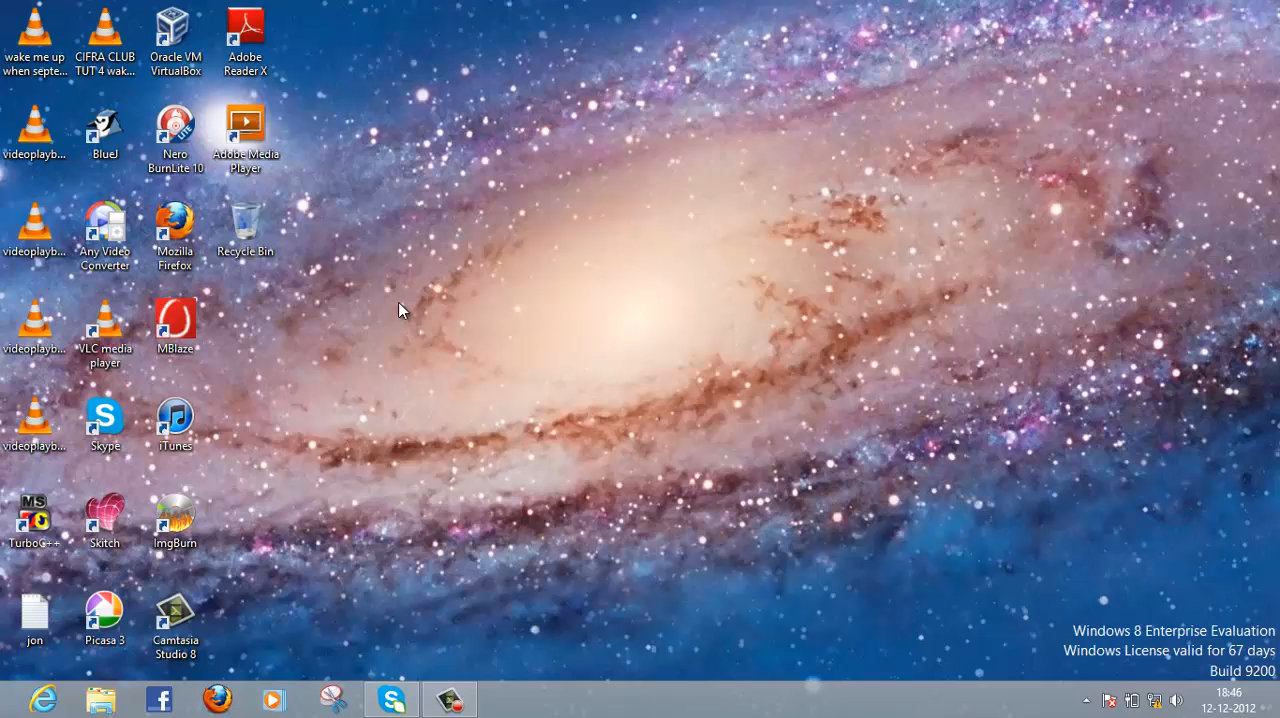 wake me up
when septe...
CIFRA CLUB
TUT 4 wak...
Oracle VM
VirtualBox
Adobe
Reader X
videoplayb...
BlueJ
Nero
BurnLite 10
Adobe Media
Player
videoplayb...
Any Video
Converter
Mozilla
Firefox
Recycle Bin
videoplayb...
VLC media
player
MBlaze
videoplayb...
Skype
iTunes
MS
TurboC++
Skitch
ImgBurn
jon
Picasa 3
Camtasia
Studio 8
Windows 8 Enterprise Evaluation
Windows License valid for 67 days
Build 9200
18:46
12-12-2012